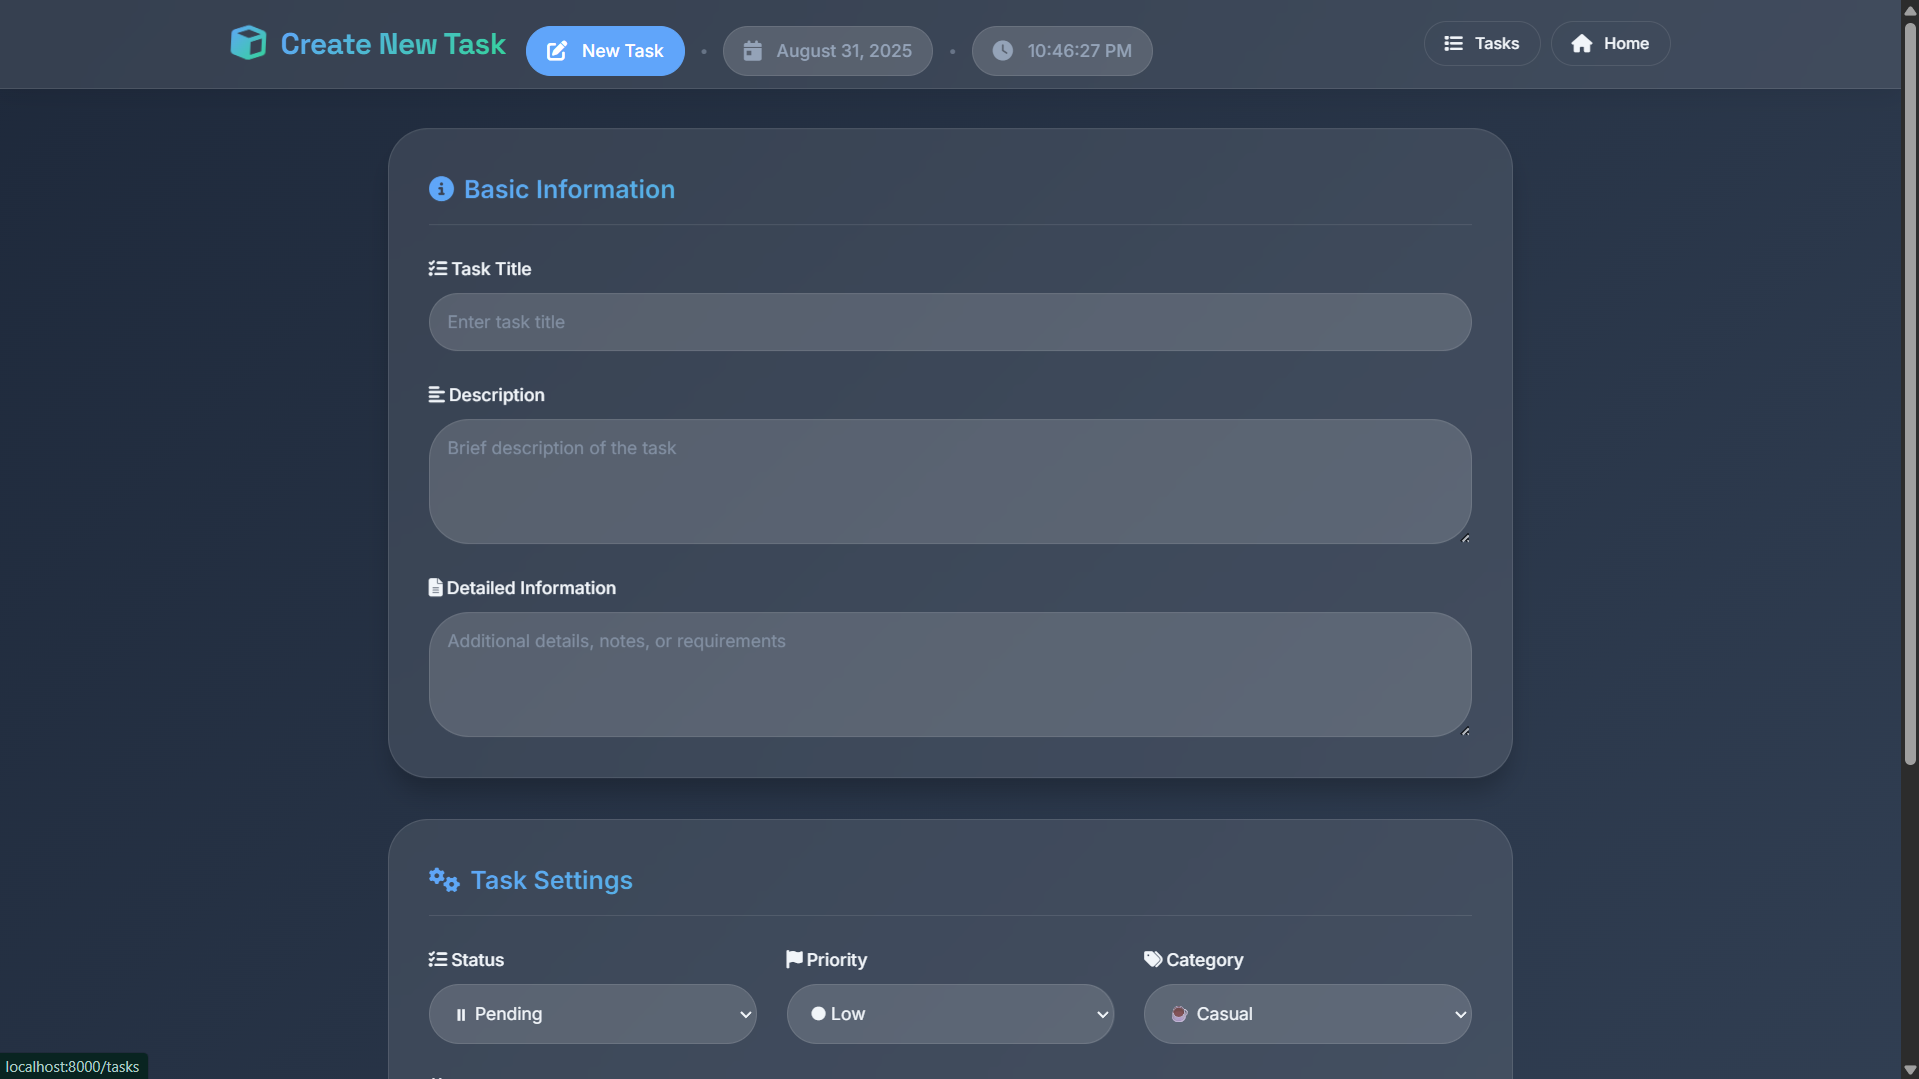 Create New Task
New Task
August 31, 2025
10:46:27 PM
Tasks
Home
Basic Information
Task Title
Enter task title
Description
Brief description of the task
Detailed Information
Additional details, notes, or requirements
Task Settings
Status
Priority
Category
Pending
Low
Casual
localhost:8000/tasks